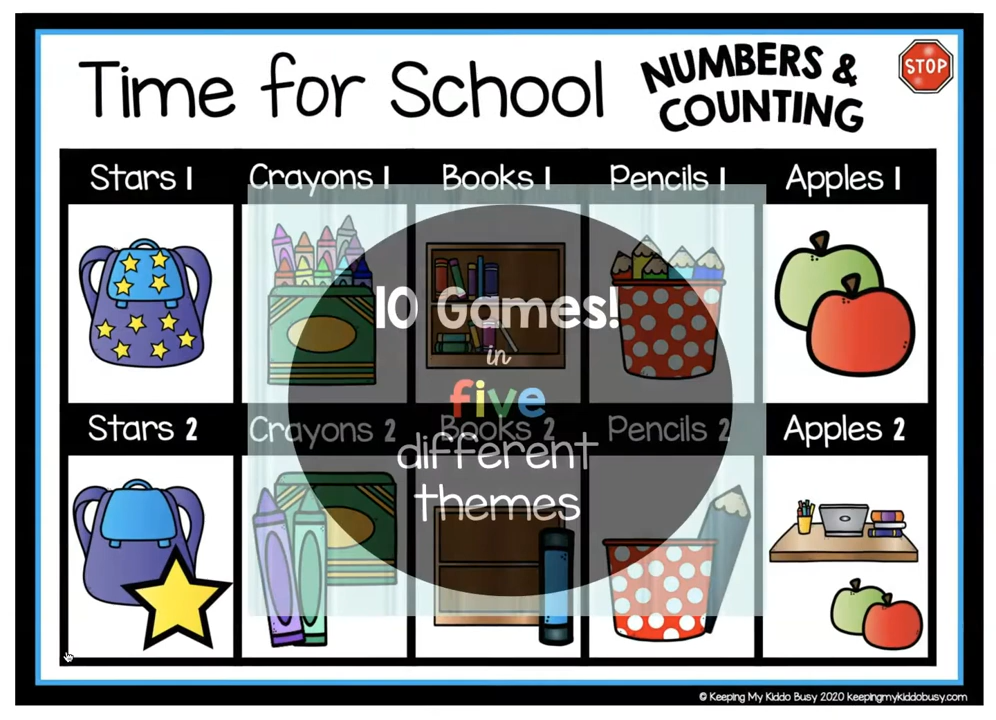 Time for School
NUMBERS &
COUNTING
STOP
Stars 1
Crayons 1
Books 1
Pencils 1
Apples 1
10 Games!
in
five
different
themes
Stars 2
Crayons 2
Books 2
Pencils 2
Apples 2
© Keeping My Kiddo Busy 2020 keepingmykiddobusy.com